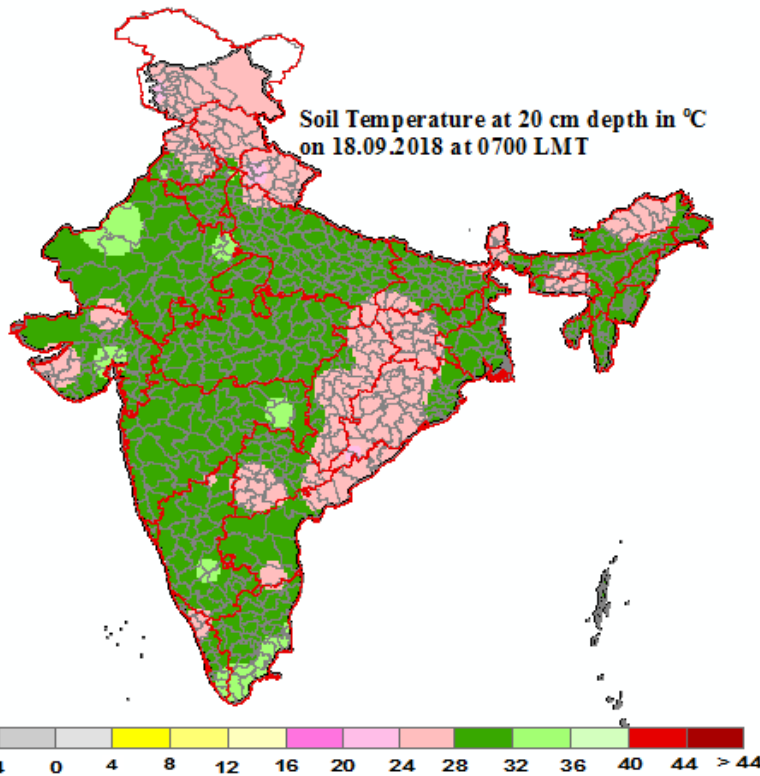 Soil Temperature at 20 cm depth in ⁰C
on 18.09.2018 at 0700 LMT
0 4 8 12 16 20 24 28 32 36 40 44 > 44